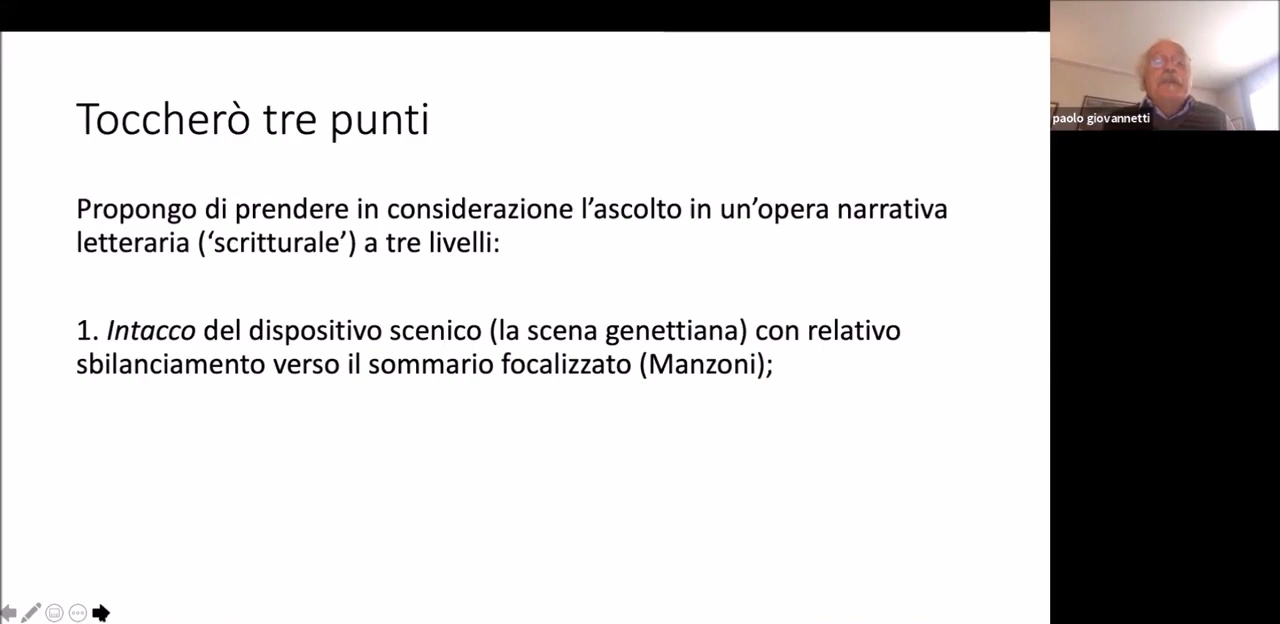 Toccherò tre punti
Propongo di prendere in considerazione l’ascolto in un’opera narrativa
letteraria (‘scritturale’) a tre livelli:
1. Intacco del dispositivo scenico (la scena genettiana) con relativo
sbilanciamento verso il sommario focalizzato (Manzoni);
paolo giovannetti